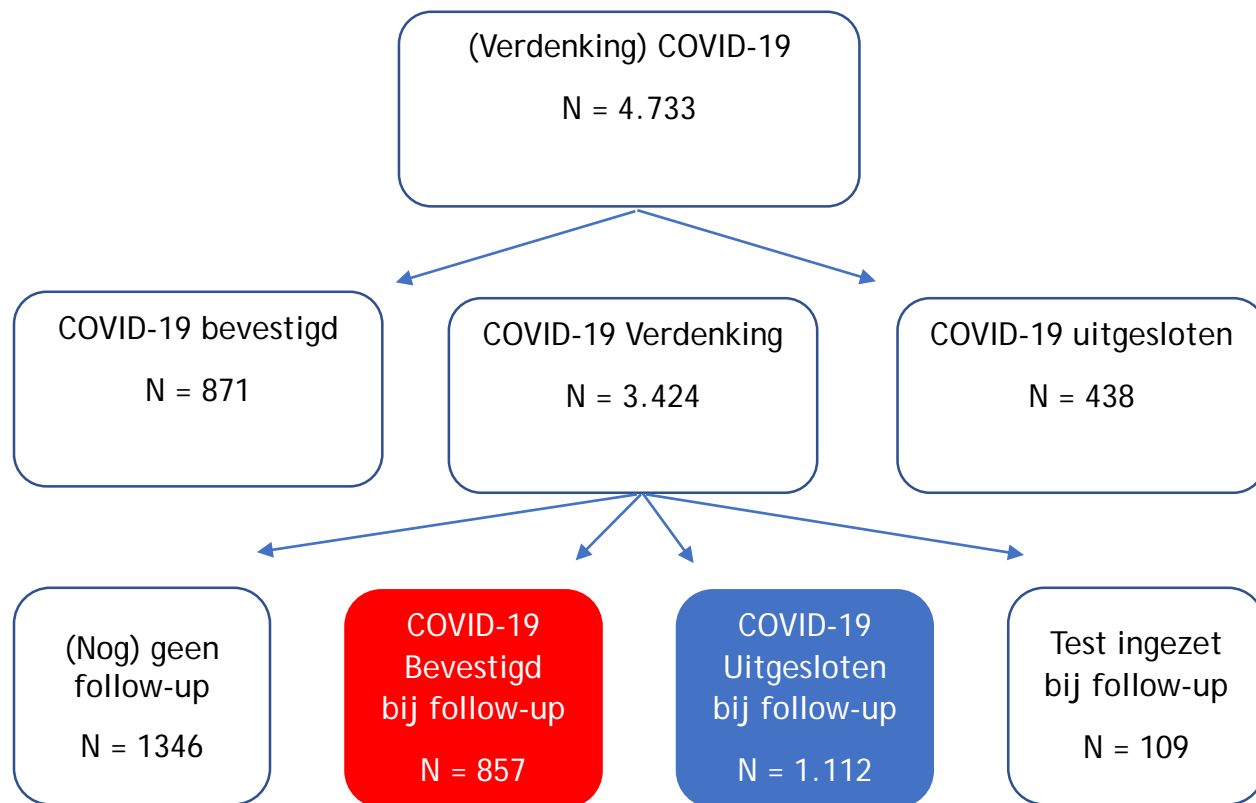 (Verdenking) COVID-19
N = 4.733
COVID-19 bevestigd
N = 871
COVID-19 Verdenking
N = 3.424
COVID-19 uitgesloten
N = 438
(Nog) geen
follow-up
N = 1346
COVID-19
Bevestigd
bij follow-up
N = 857
COVID-19
Uitgesloten
bij follow-up
N = 1.112
Test ingezet
bij follow-up
N = 109